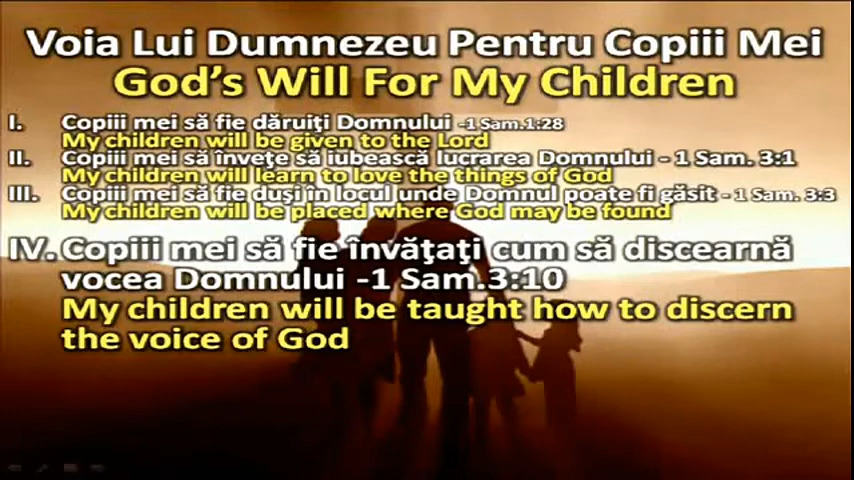 Voia Lui Dumnezeu Pentru Copiii Mei
God's Will For My Children
I. Copiii mei să fie dăruiţi Domnului -1 Sam.1:28
My children will be given to the Lord
II. Copiii mei să înveţe să iubească lucrarea Domnului - 1 Sam. 3:1
My children will learn to love the things of God
III. Copiii mei să fie duşi în locul unde Domnul poate fi găsit - 1 Sam. 3:3
My children will be placed where God may be found
IV. Copiii mei să fie învăţaţi cum să discearnă
vocea Domnului -1 Sam.3:10
My children will be taught how to discern
the voice of God